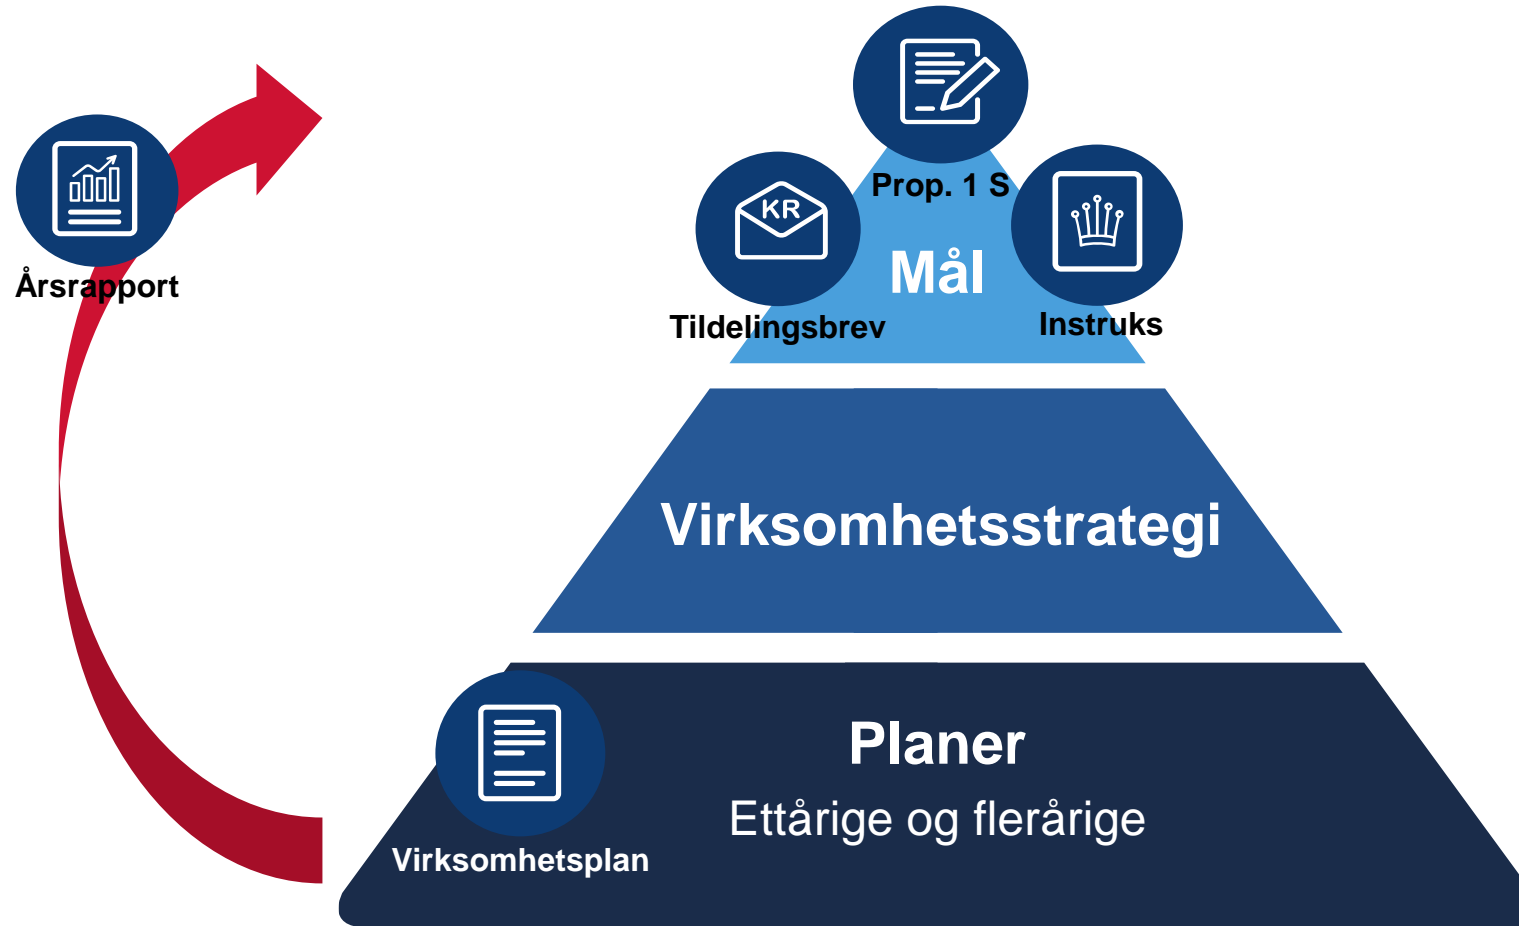 KR
Prop. 1 S
Mål
Årsrapport
Tildelingsbrev
Instruks
Virksomhetsstrategi
Planer
Ettårige og flerårige
Virksomhetsplan